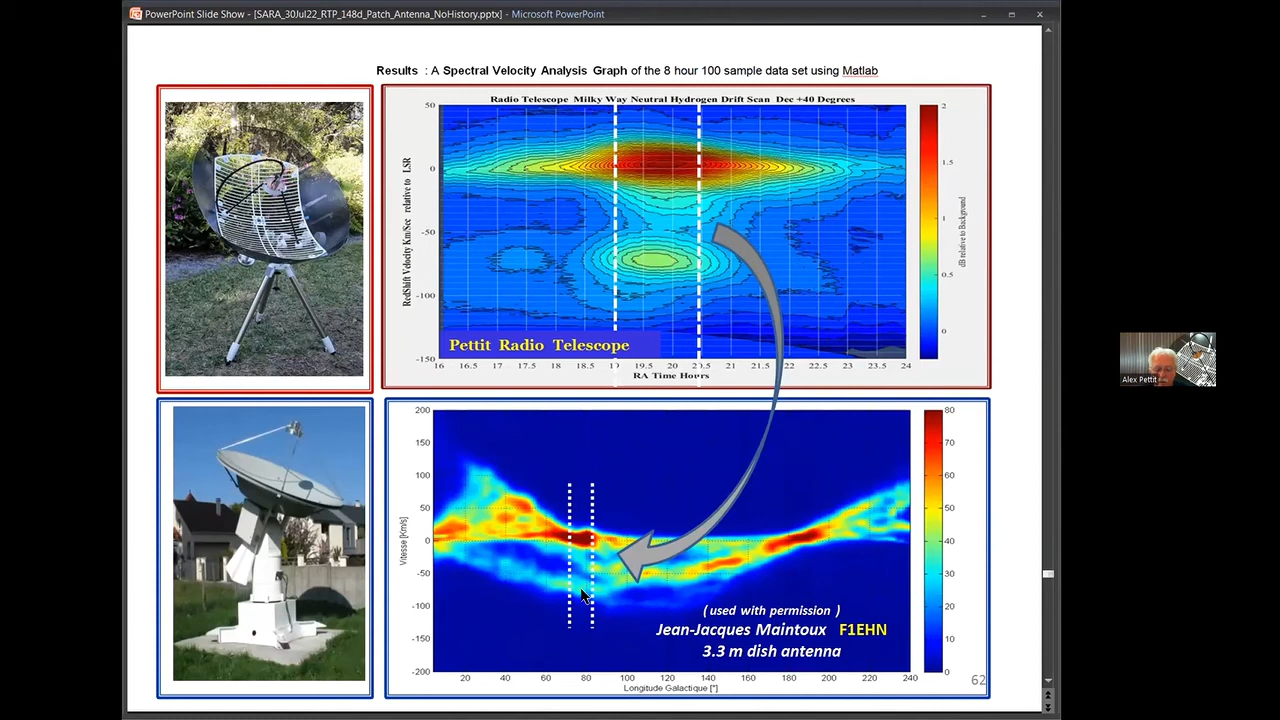 PowerPoint Slide Show - [SARA_30Jul22_RTP_148d_Patch_Antenna_NoHistory.pptx] - Microsoft PowerPoint
Results : A Spectral Velocity Analysis Graph of the 8 hour 100 sample data set using Matlab
Radio Telescope Milky Way Neutral Hydrogen Drift Scan Dec +40 Degrees
RedShift Velocity Km/Sec relative to LSR
50
0
-50
-100
-150
Pettit Radio Telescope
16 16.5 17 17.5 18 18.5 19 19.5 20 20.5 21 21.5 22 22.5 23 23.5 24
RA Time Hours
2
1.5
1
0.5
0
dB relative to Background
Alex Pettit
Vitesse [Km/s]
200
150
100
50
0
-50
-100
-150
-200
( used with permission )
Jean-Jacques Maintoux F1EHN
3.3 m dish antenna
20 40 60 80 100 120 140 160 180 200 220 240
Longitude Galactique [°]
80
70
60
50
40
30
20
10
0
62